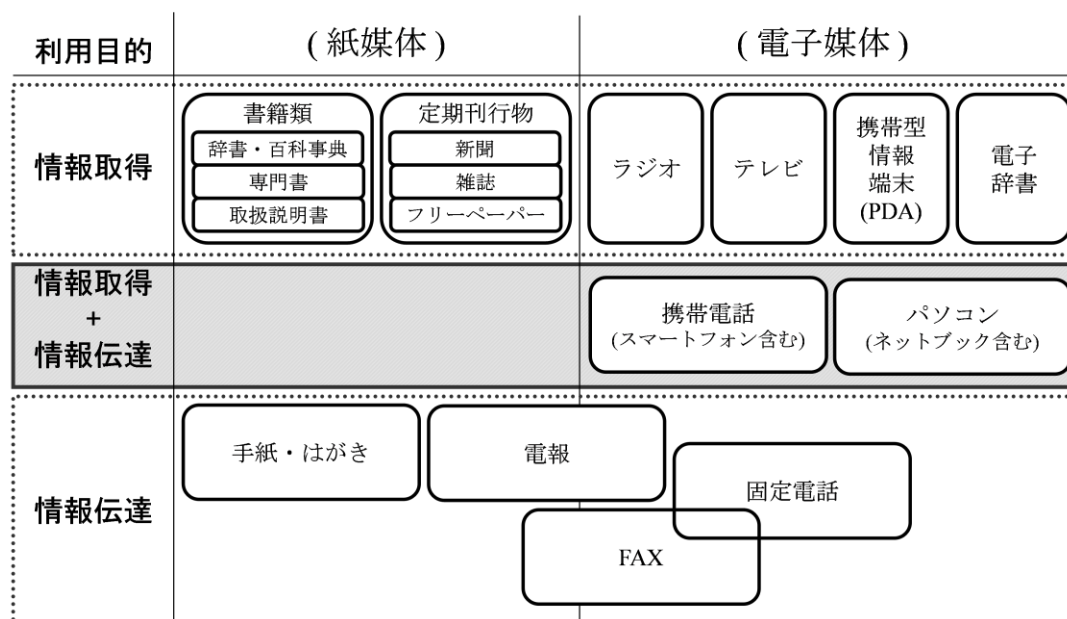 利用目的
(紙媒体)
(電子媒体)
情報取得
書籍類
辞書・百科事典
専門書
取扱説明書
定期刊行物
新聞
雑誌
フリーペーパー
ラジオ
テレビ
携帯型
情報
端末
(PDA)
電子
辞書
情報取得
+
情報伝達
携帯電話
(スマートフォン含む)
パソコン
(ネットブック含む)
情報伝達
手紙・はがき
電報
固定電話
FAX